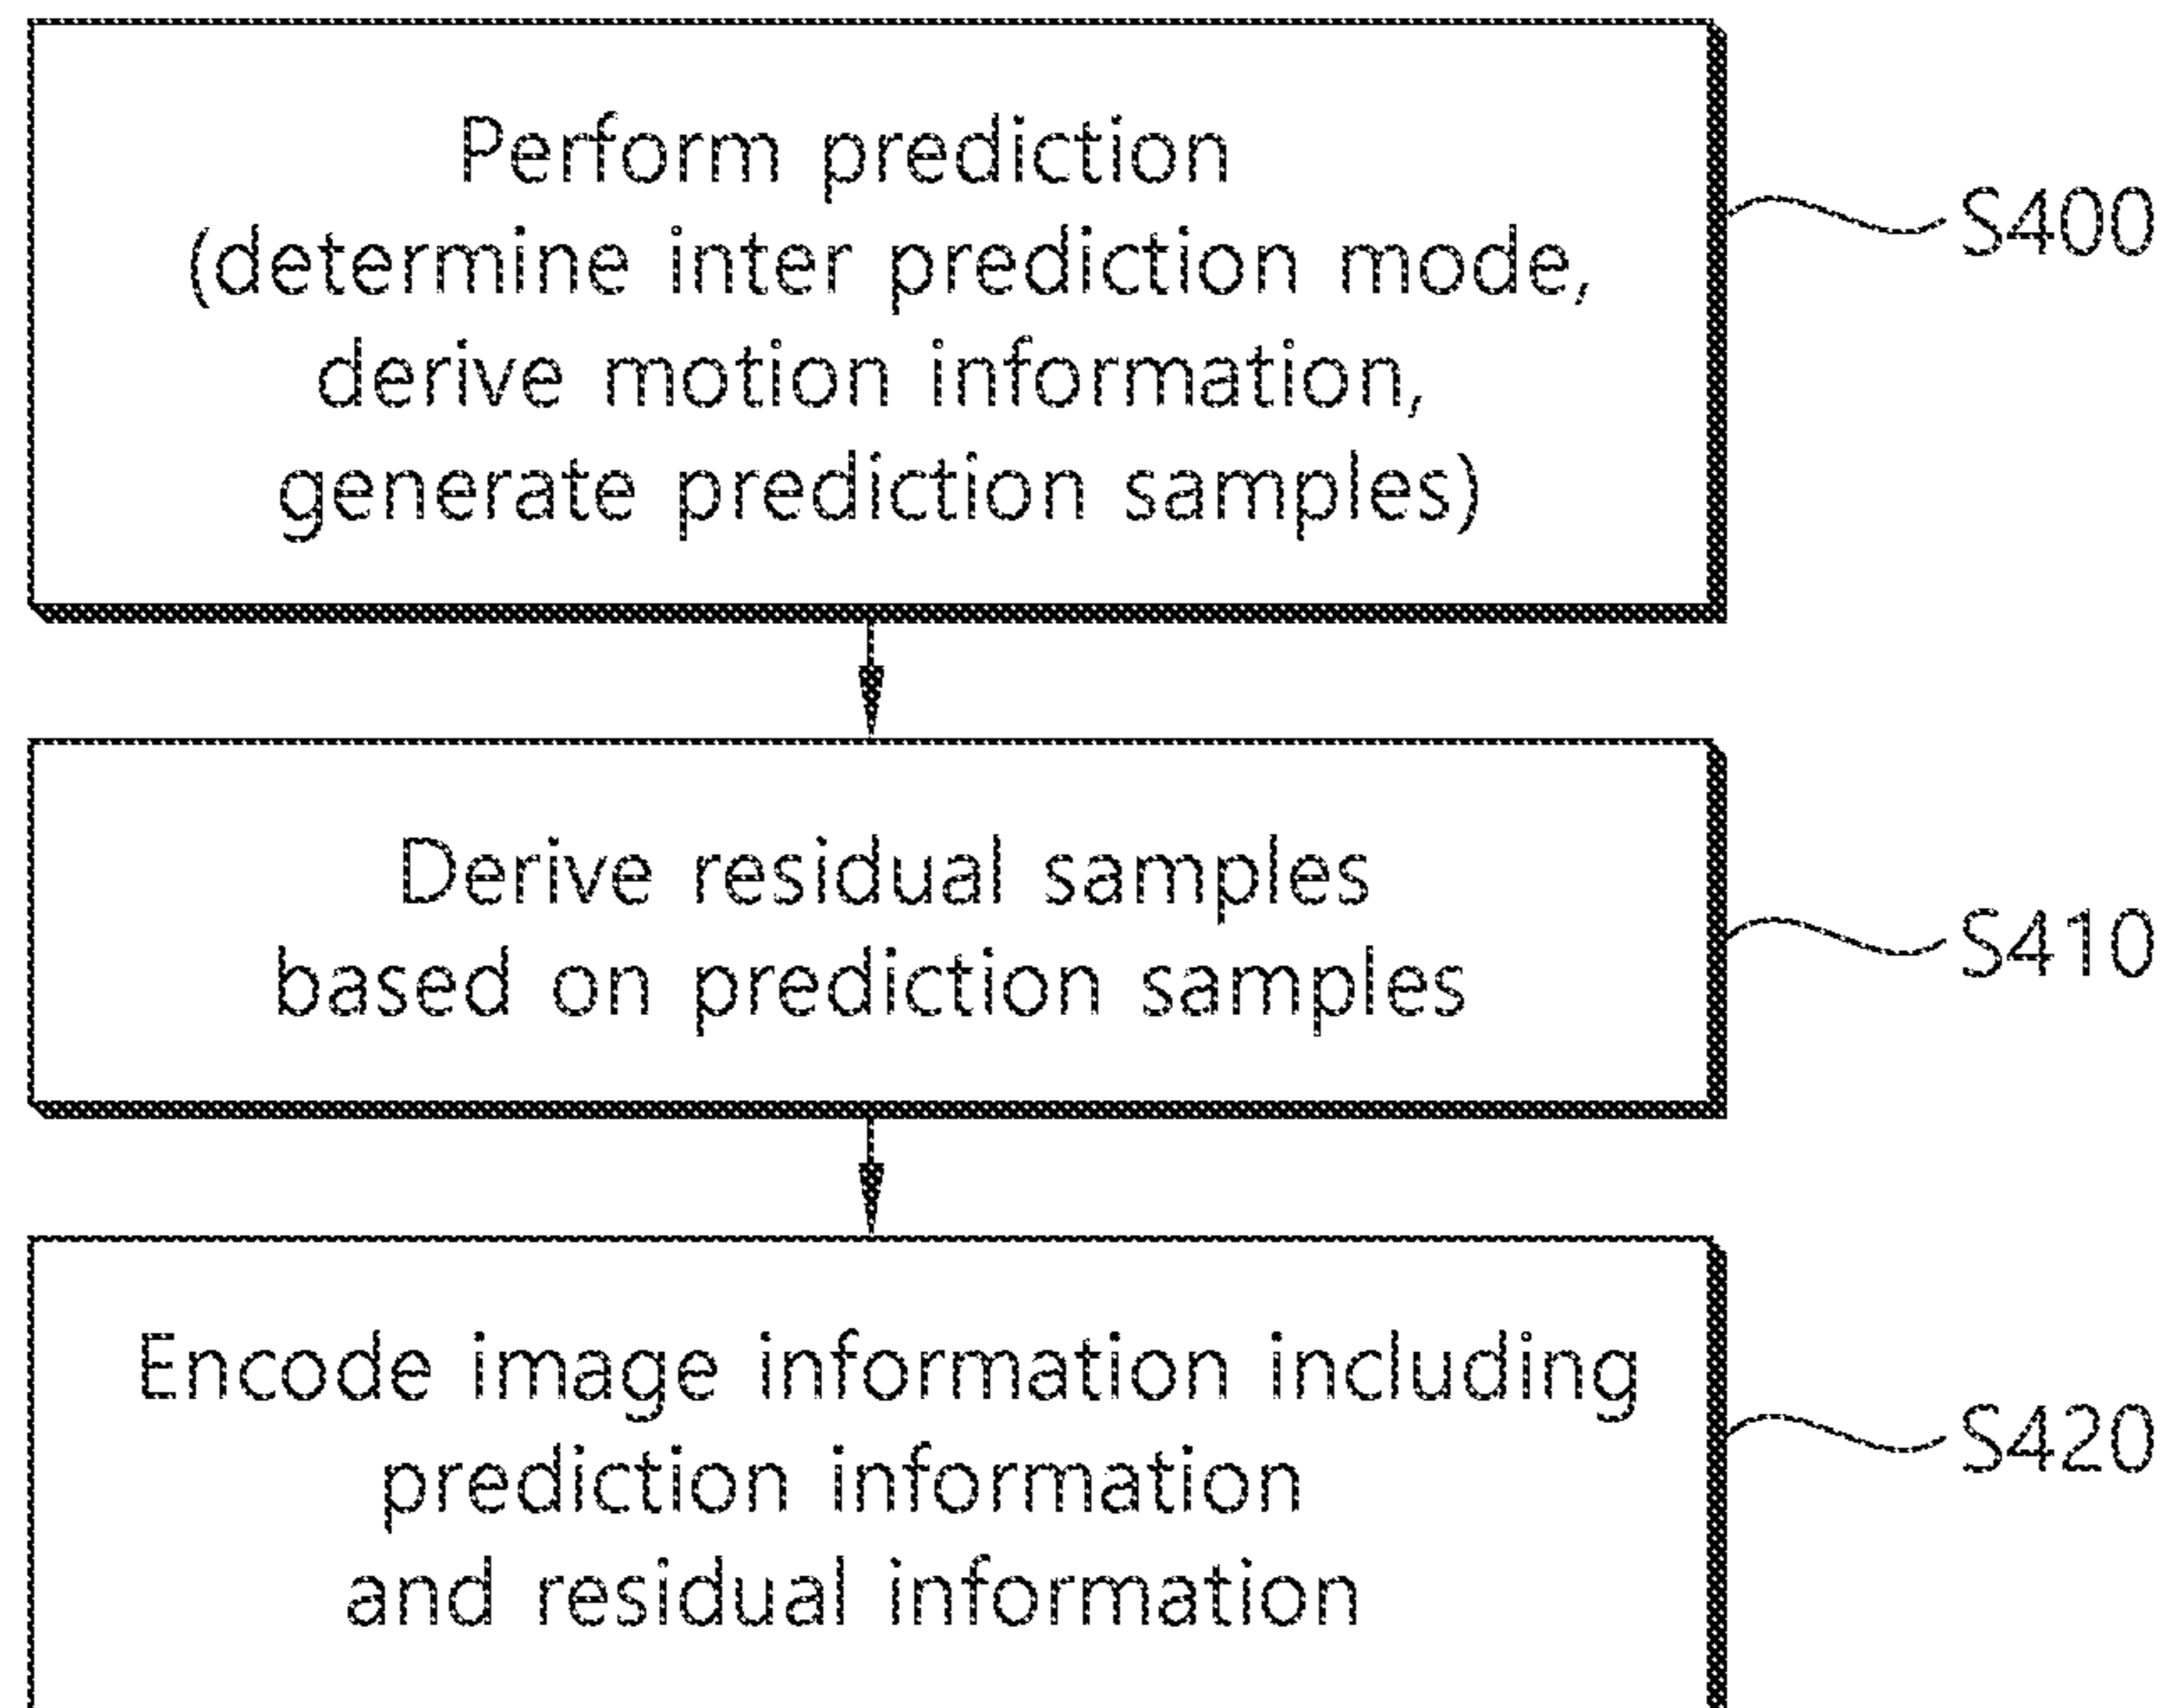 Perform prediction
(determine inter prediction mode,
derive motion information,
generate prediction samples)
S400
Derive residual samples
based on prediction samples
S410
Encode image information including
prediction information
and residual information
S420